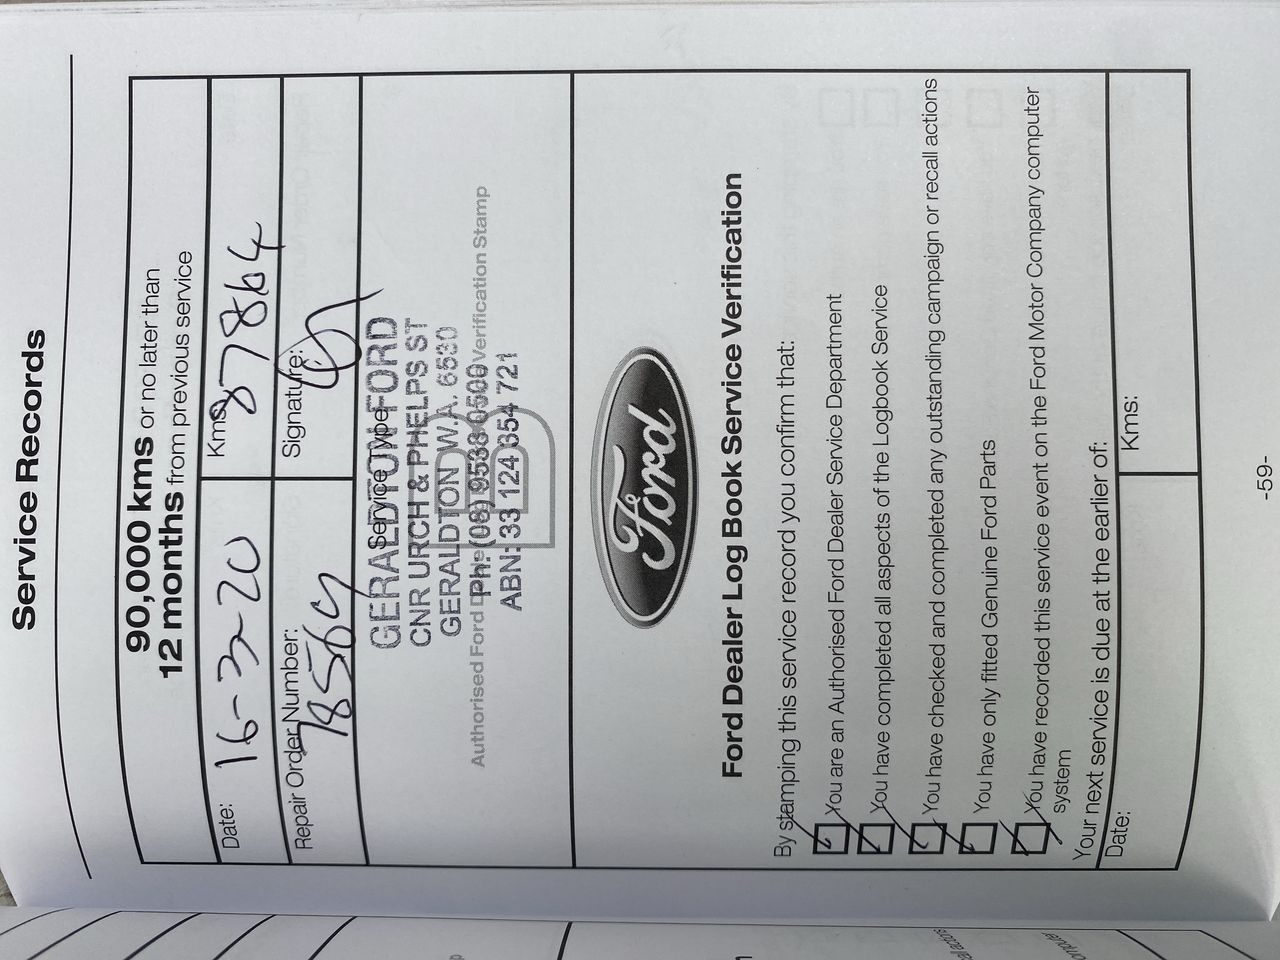 Service Records
90,000 kms or no later than
12 months from previous service
Date: 16-3-20 Kms: 87864
Repair Order Number: 78564 Signature:
Service Type
GERALDTON FORD
CNR URCH & PHELPS ST
GERALDTON W.A. 6530
Authorised Ford Verification Stamp
Ph: (08) 9538 0500
ABN: 33 124 654 721
Ford
Ford Dealer Log Book Service Verification
By stamping this service record you confirm that:
You are an Authorised Ford Dealer Service Department
You have completed all aspects of the Logbook Service
You have checked and completed any outstanding campaign or recall actions
You have only fitted Genuine Ford Parts
You have recorded this service event on the Ford Motor Company computer
system
Your next service is due at the earlier of:
Date: Kms:
-59-